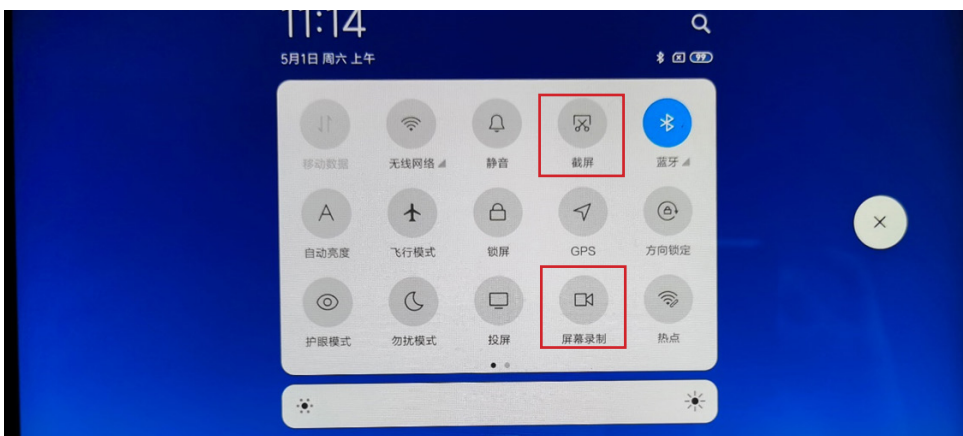 11:14
5月1日 周六 上午
99
移动数据 无线网络 静音 截屏 蓝牙
A
自动亮度 飞行模式 锁屏 GPS 方向锁定
护眼模式 勿扰模式 投屏 屏幕录制 热点